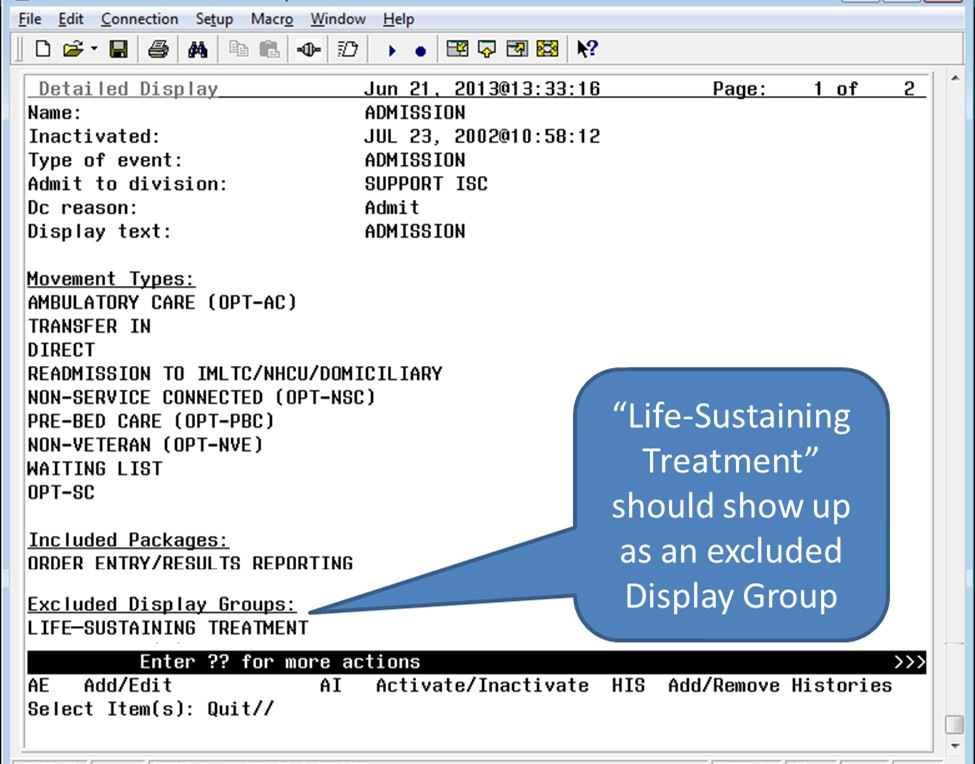 File Edit Connection Setup Macro Window Help
Detailed Display Jun 21, 2013@13:33:16 Page: 1 of 2
Name: ADMISSION
Inactivated: JUL 23, 2002@10:58:12
Type of event: ADMISSION
Admit to division: SUPPORT ISC
Dc reason: Admit
Display text: ADMISSION
Movement Types:
AMBULATORY CARE (OPT-AC)
TRANSFER IN
DIRECT
READMISSION TO IMLTC/NHCU/DOMICILIARY
NON-SERVICE CONNECTED (OPT-NSC)
PRE-BED CARE (OPT-PBC)
NON-VETERAN (OPT-NVE)
WAITING LIST
OPT-SC
Included Packages:
ORDER ENTRY/RESULTS REPORTING
Excluded Display Groups:
LIFE-SUSTAINING TREATMENT
“Life-Sustaining
Treatment”
should show up
as an excluded
Display Group
Enter ?? for more actions >>>
AE Add/Edit AI Activate/Inactivate HIS Add/Remove Histories
Select Item(s): Quit//